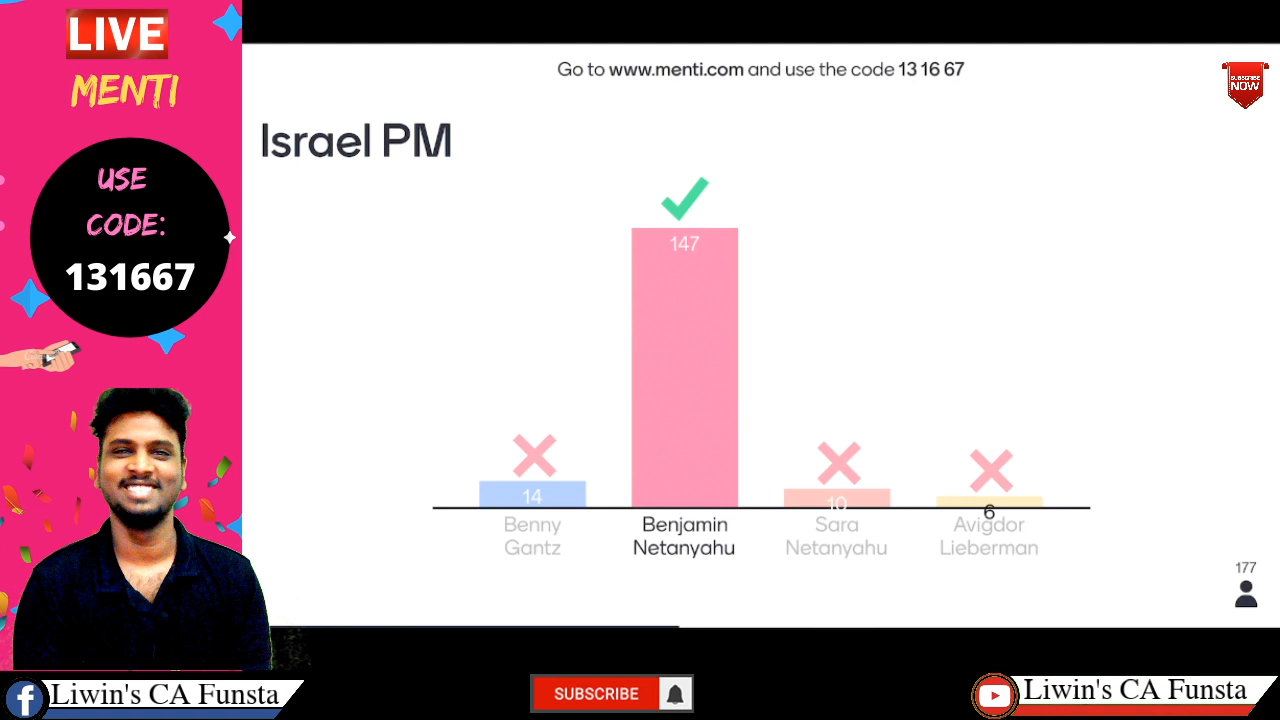 LIVE
MENTI
USE
CODE:
131667
Go to www.menti.com and use the code 13 16 67
SUBSCRIBE
NOW
Israel PM
147
14
10
6
Benny
Gantz
Benjamin
Netanyahu
Sara
Netanyahu
Avigdor
Lieberman
177
Liwin's CA Funsta
SUBSCRIBE
Liwin's CA Funsta